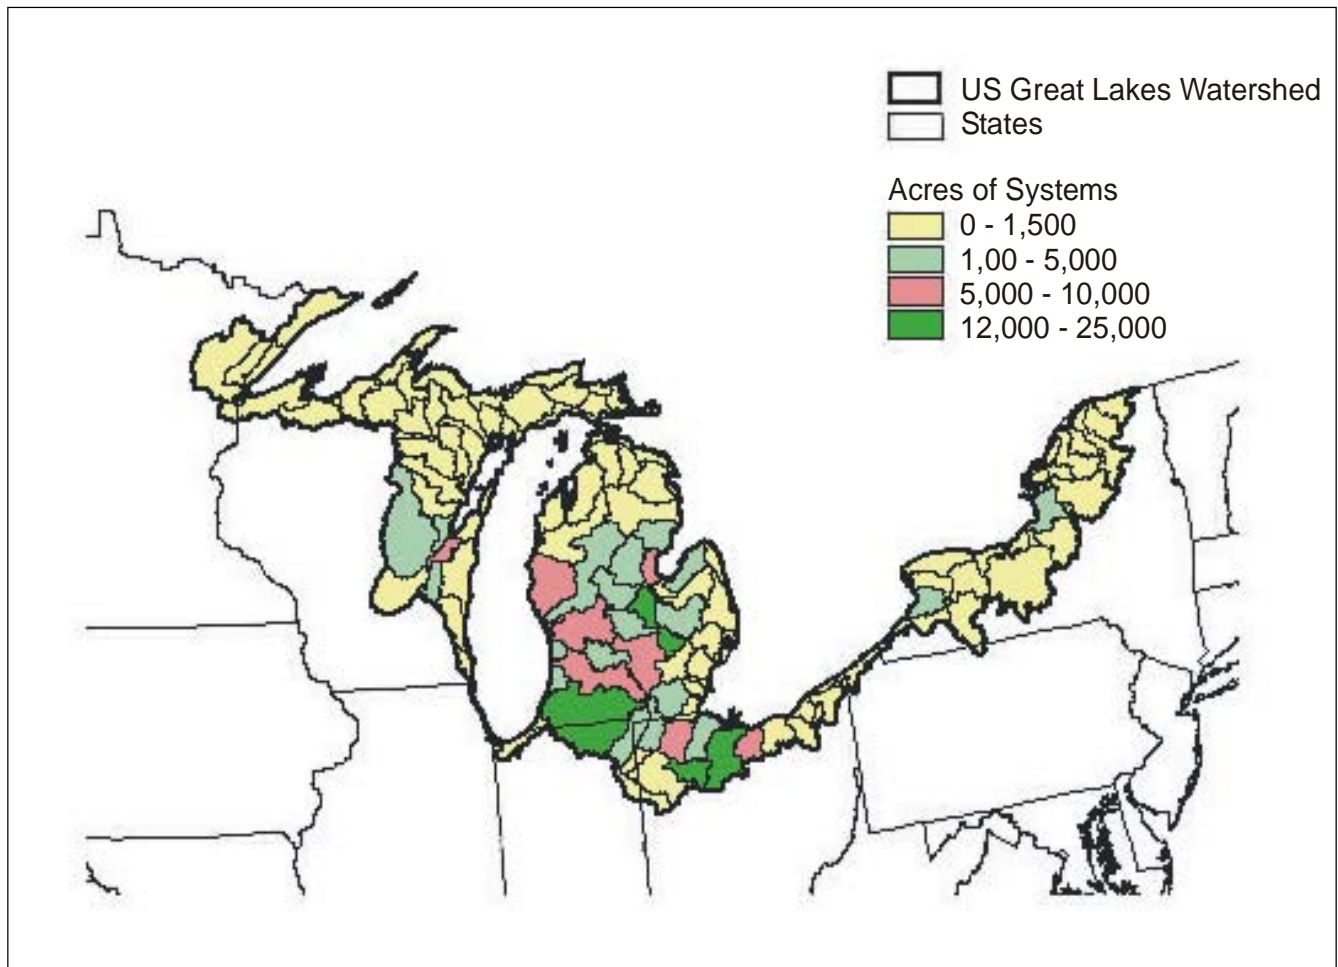 US Great Lakes Watershed
States
Acres of Systems
0 - 1,500
1,00 - 5,000
5,000 - 10,000
12,000 - 25,000